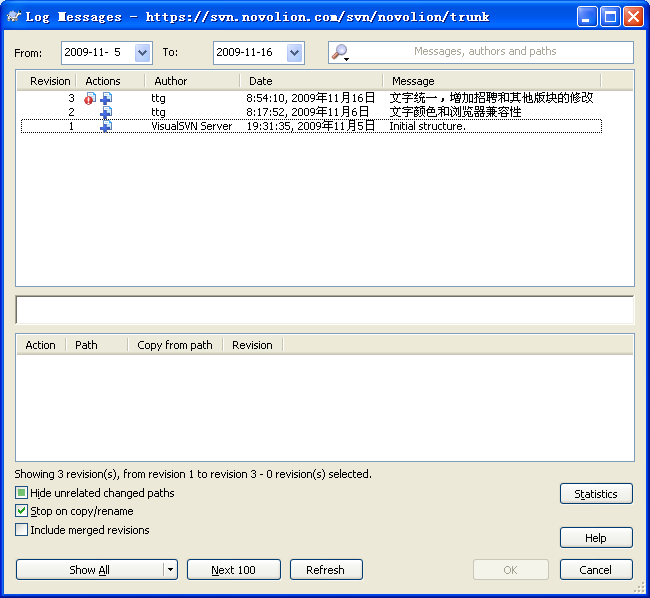 Log Messages - https://svn.novolion.com/svn/novolion/trunk
From: 2009-11- 5 To: 2009-11-16 Messages, authors and paths
Revision Actions Author Date Message
3 ttg 8:54:10, 2009年11月16日 文字统一，增加招聘和其他版块的修改
2 ttg 8:17:52, 2009年11月6日 文字颜色和浏览器兼容性
1 VisualSVN Server 19:31:35, 2009年11月5日 Initial structure.
Action Path Copy from path Revision
Showing 3 revision(s), from revision 1 to revision 3 - 0 revision(s) selected.
Hide unrelated changed paths
Statistics
Stop on copy/rename
Include merged revisions
Help
Show All Next 100 Refresh OK Cancel